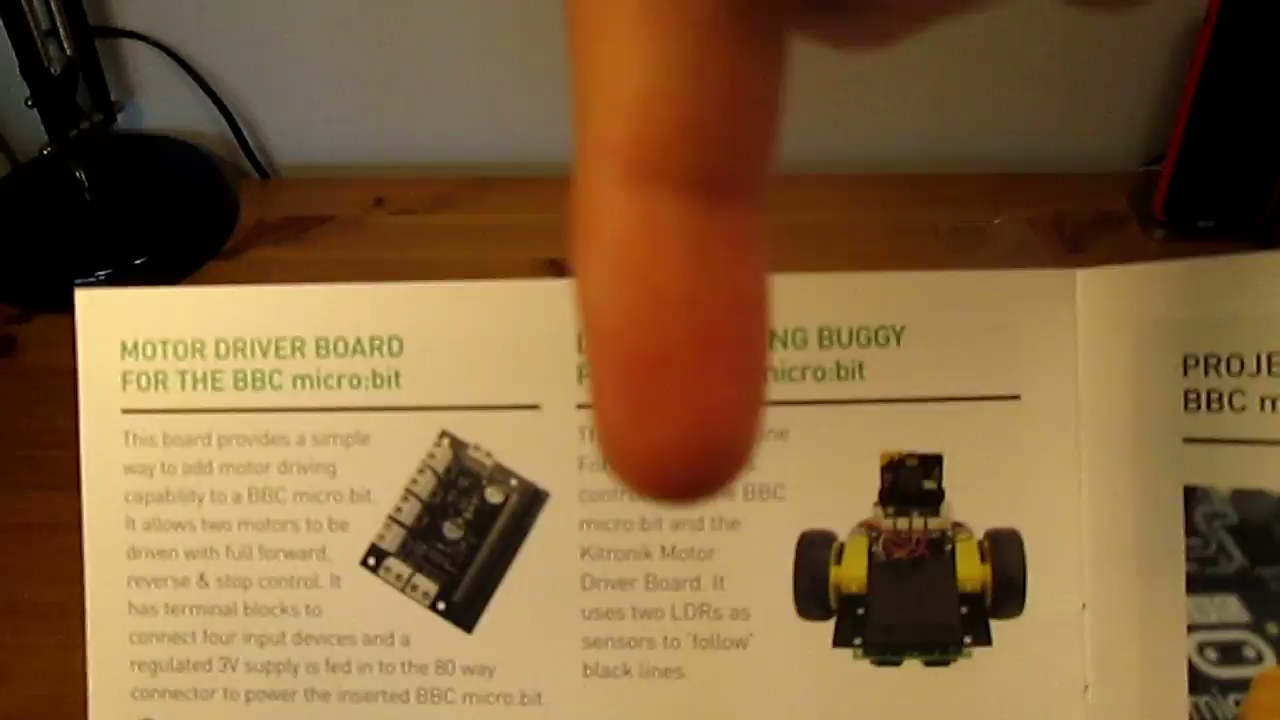 MOTOR DRIVER BOARD
FOR THE BBC micro:bit
This board provides a simple
way to add motor driving
capability to a BBC micro:bit.
It allows two motors to be
driven with full forward,
reverse & stop control. It
has terminal blocks to
connect four input devices and a
regulated 3V supply is fed in to the 80 way
connector to power the inserted BBC micro:bit.
BUGGY
micro:bit
BBC
micro:bit and the
Kitronik Motor
Driver Board. It
uses two LDRs as
sensors to 'follow'
black lines.
BBC